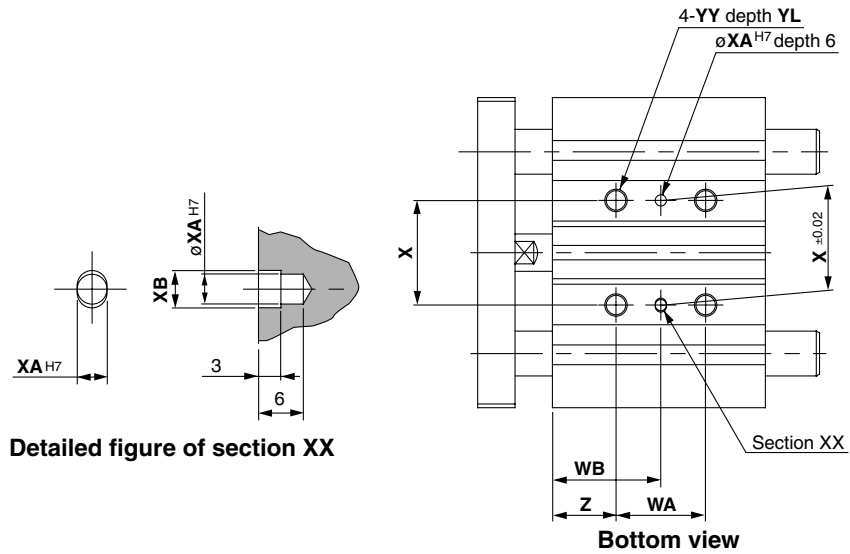 4-YY depth YL
øXA H7 depth 6
X
X ±0.02
øXA H7
XB
XA H7
3
6
Detailed figure of section XX
Section XX
WB
Z
WA
Bottom view